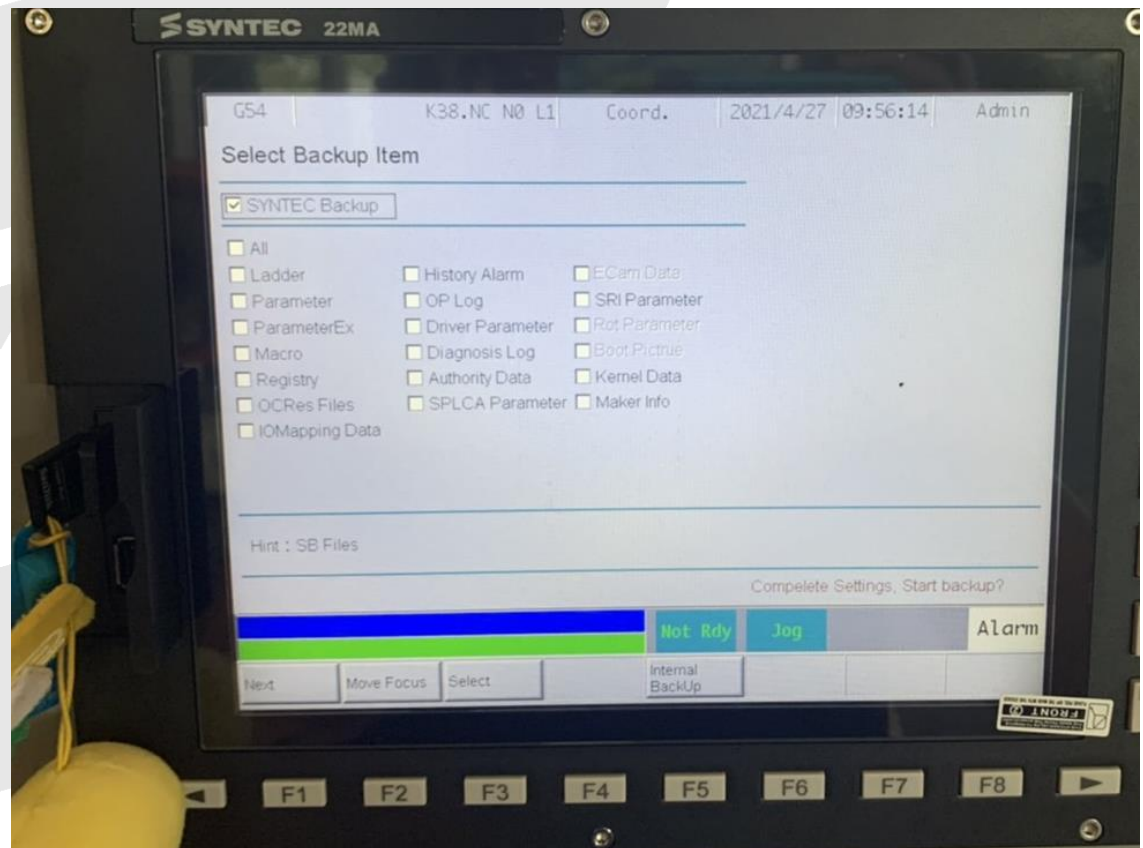 SYNTEC 22MA
G54 K38.NC N0 L1 Coord. 2021/4/27 09:56:14 Admin
Select Backup Item
SYNTEC Backup
All
Ladder History Alarm ECam Data
Parameter OP Log SRI Parameter
ParameterEx Driver Parameter Rot Parameter
Macro Diagnosis Log Boot Pictrue
Registry Authority Data Kernel Data
OCRes Files SPLCA Parameter Maker Info
IOMapping Data
Hint : SB Files
Compelete Settings, Start backup?
Not Rdy Jog Alarm
Next Move Focus Select Internal BackUp
FRONT
F1 F2 F3 F4 F5 F6 F7 F8